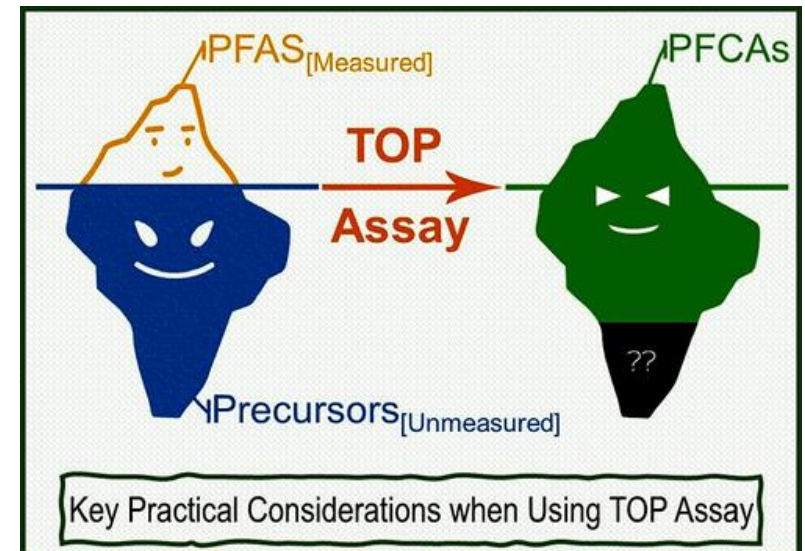 PFAS[Measured]
PFCAs
TOP
Assay
??
Precursors[Unmeasured]
Key Practical Considerations when Using TOP Assay